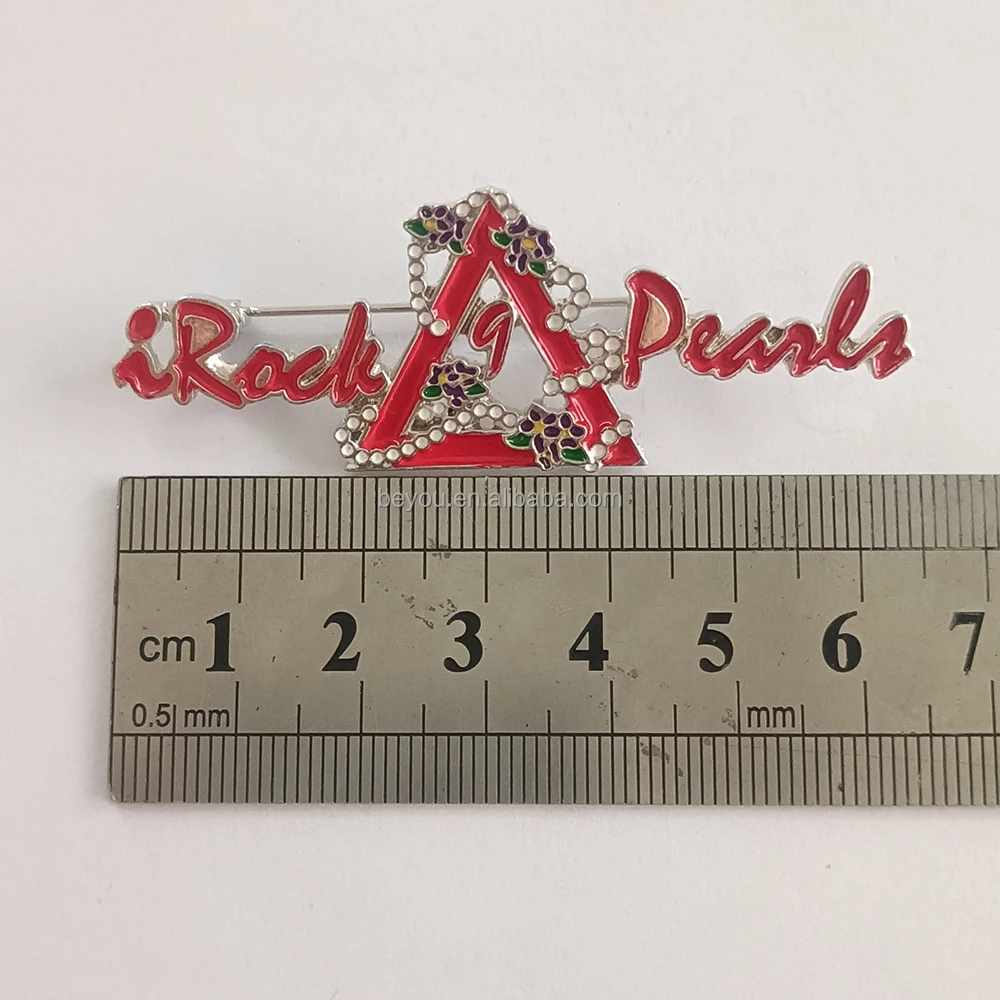 iRock 9 Pearls
beyou.en.alibaba.com
cm 1 2 3 4 5 6 7
0.5 mm mm